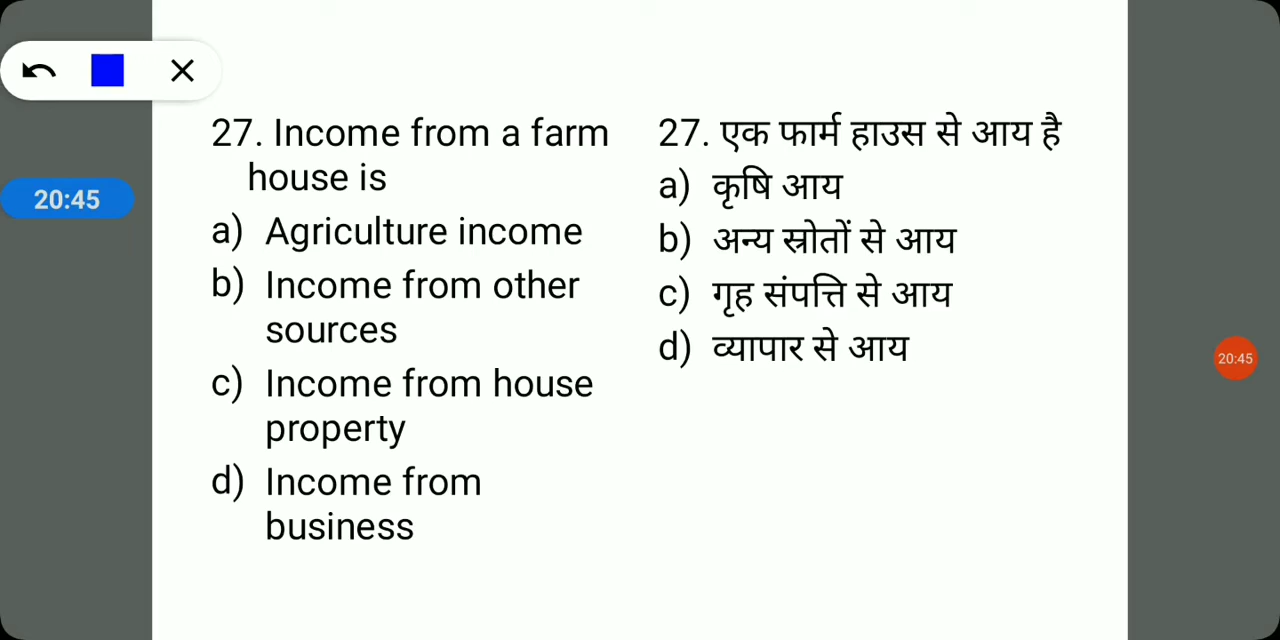 20:45
27. Income from a farm
house is
a) Agriculture income
b) Income from other
sources
c) Income from house
property
d) Income from
business
27. एक फार्म हाउस से आय है
a) कृषि आय
b) अन्य स्रोतों से आय
c) गृह संपत्ति से आय
d) व्यापार से आय
20:45